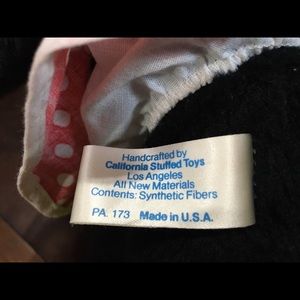 Handcrafted by
California Stuffed Toys
Los Angeles
All New Materials
Contents: Synthetic Fibers
PA. 173 Made in U.S.A.